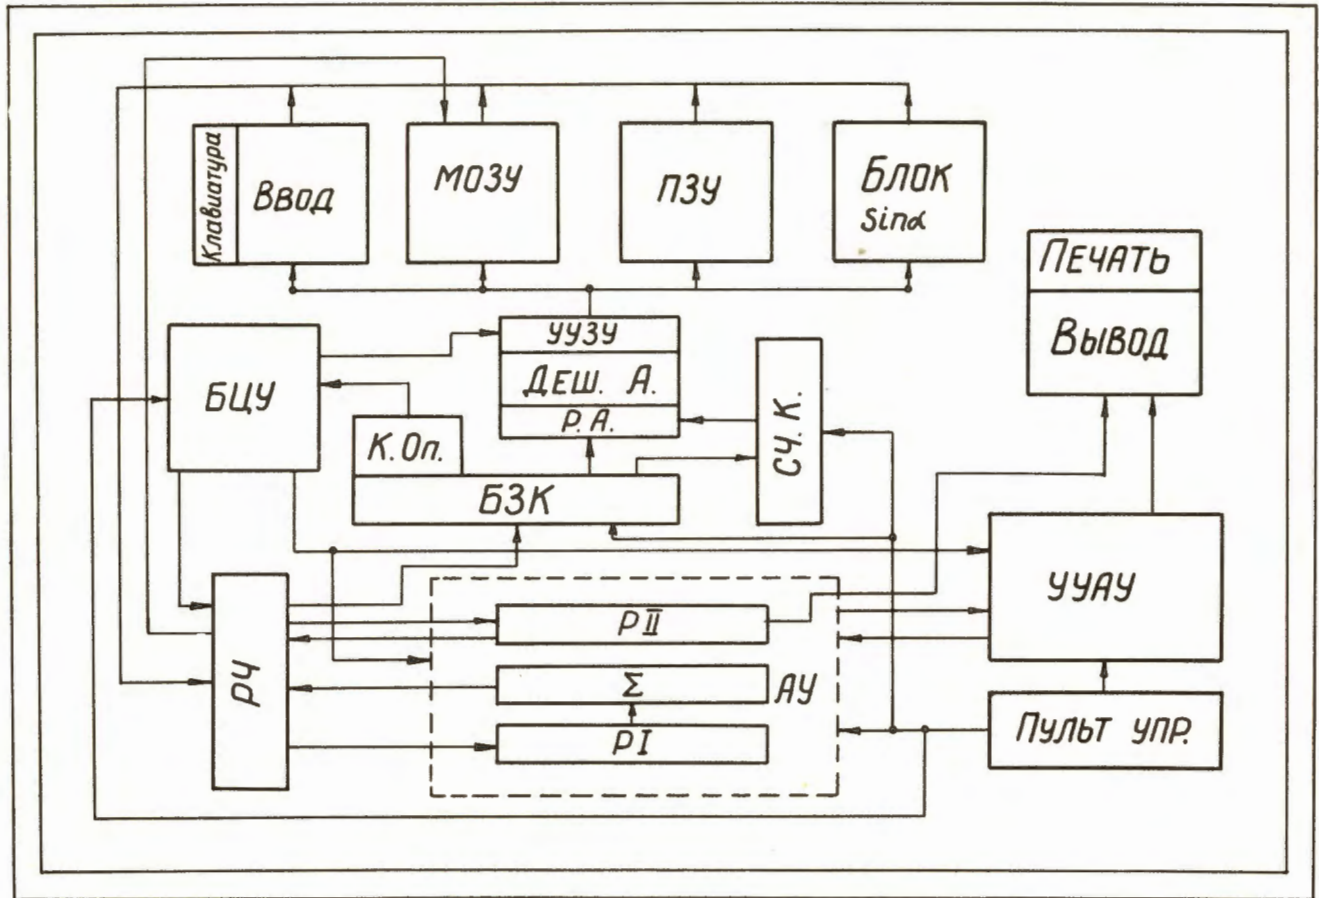 Клавиатура
Ввод
МОЗУ
ПЗУ
Блок
Sinα
Печать
Вывод
УУЗУ
Деш. А.
Р.А.
БЦУ
К.Оп.
БЗК
Сч. К.
УУАУ
РЧ
РII
Σ
АУ
РI
Пульт упр.